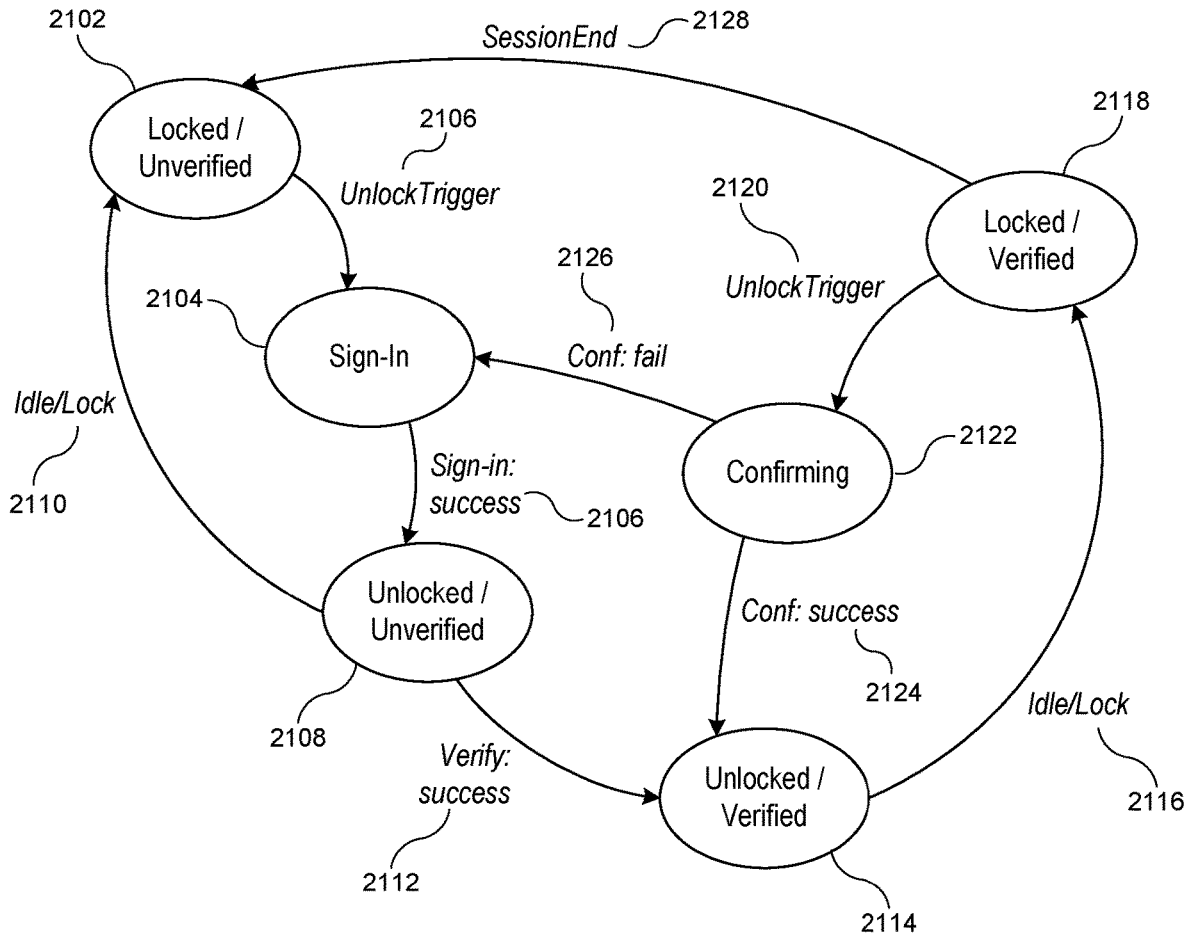 2102
SessionEnd
2128
Locked /
Unverified
2106
UnlockTrigger
2118
Locked /
Verified
2120
UnlockTrigger
2126
Conf: fail
2104
Sign-In
Idle/Lock
2110
Sign-in:
success
2106
Confirming
2122
Unlocked /
Unverified
2108
Conf: success
2124
Verify:
success
2112
Unlocked /
Verified
2114
Idle/Lock
2116